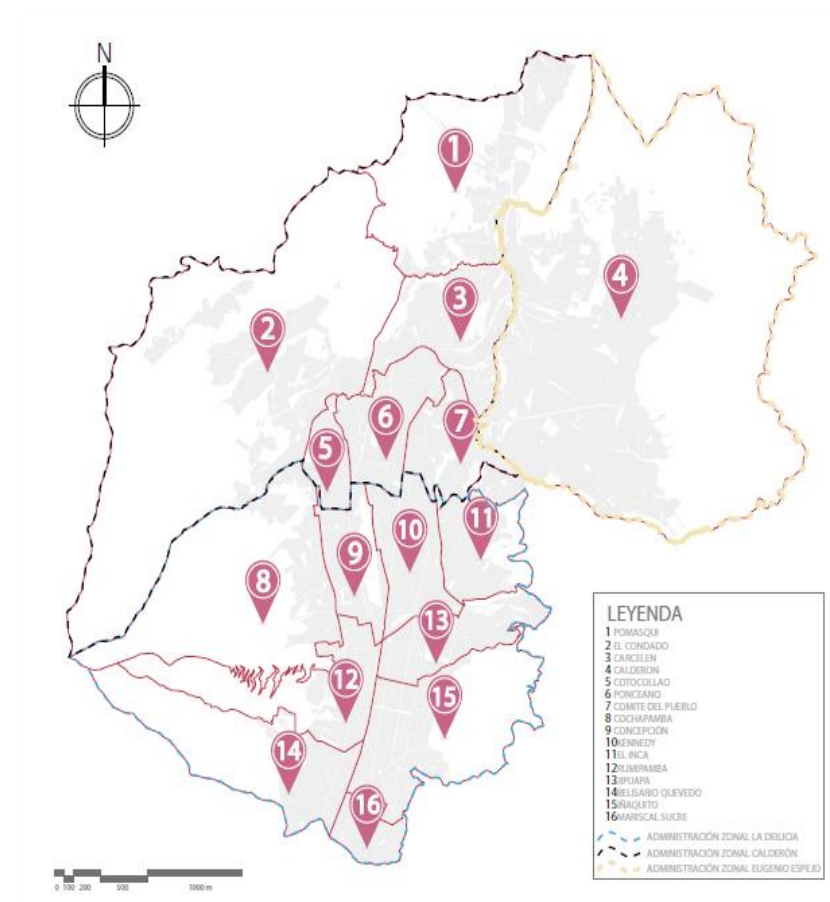 N
1
4
3
2
6
7
5
11
10
9
8
13
12
15
14
16
0 100 200 500 1000 m
LEYENDA
1 POMASQUI
2 EL CONDADO
3 CARCELEN
4 CALDERON
5 COTOCOLLAO
6 PONCEANO
7 COMITE DEL PUEBLO
8 COCHAPAMBA
9 CONCEPCIÓN
10 KENNEDY
11 EL INCA
12 RUMIPAMBA
13 JIPIJAPA
14 BELISARIO QUEVEDO
15 IÑAQUITO
16 MARISCAL SUCRE
ADMINISTRACIÓN ZONAL LA DEILICIA
ADMINISTRACIÓN ZONAL CALDERÓN
ADMINISTRACIÓN ZONAL EUGENIO ESPEJO